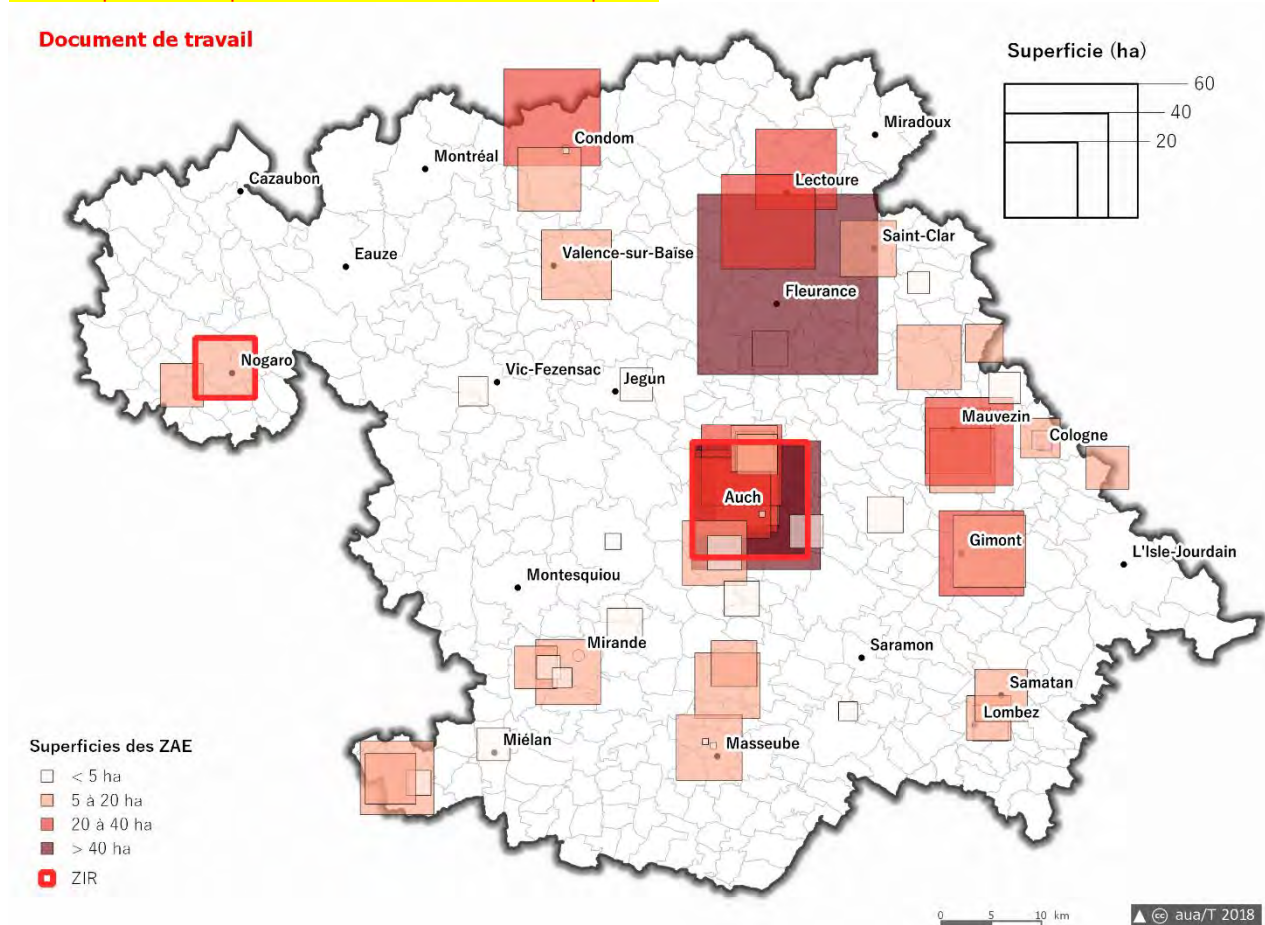 Document de travail
Superficie (ha)
60
40
20
Miradoux
Condom
Montréal
Lectoure
Cazaubon
Saint-Clar
Valence-sur-Baïse
Eauze
Fleurance
Nogaro
Vic-Fezensac
Jegun
Mauvezin
Cologne
Auch
Gimont
L'Isle-Jourdain
Montesquiou
Mirande
Saramon
Samatan
Lombez
Miélan
Masseube
Superficies des ZAE
< 5 ha
5 à 20 ha
20 à 40 ha
> 40 ha
ZIR
0 5 10 km
cc aua/T 2018